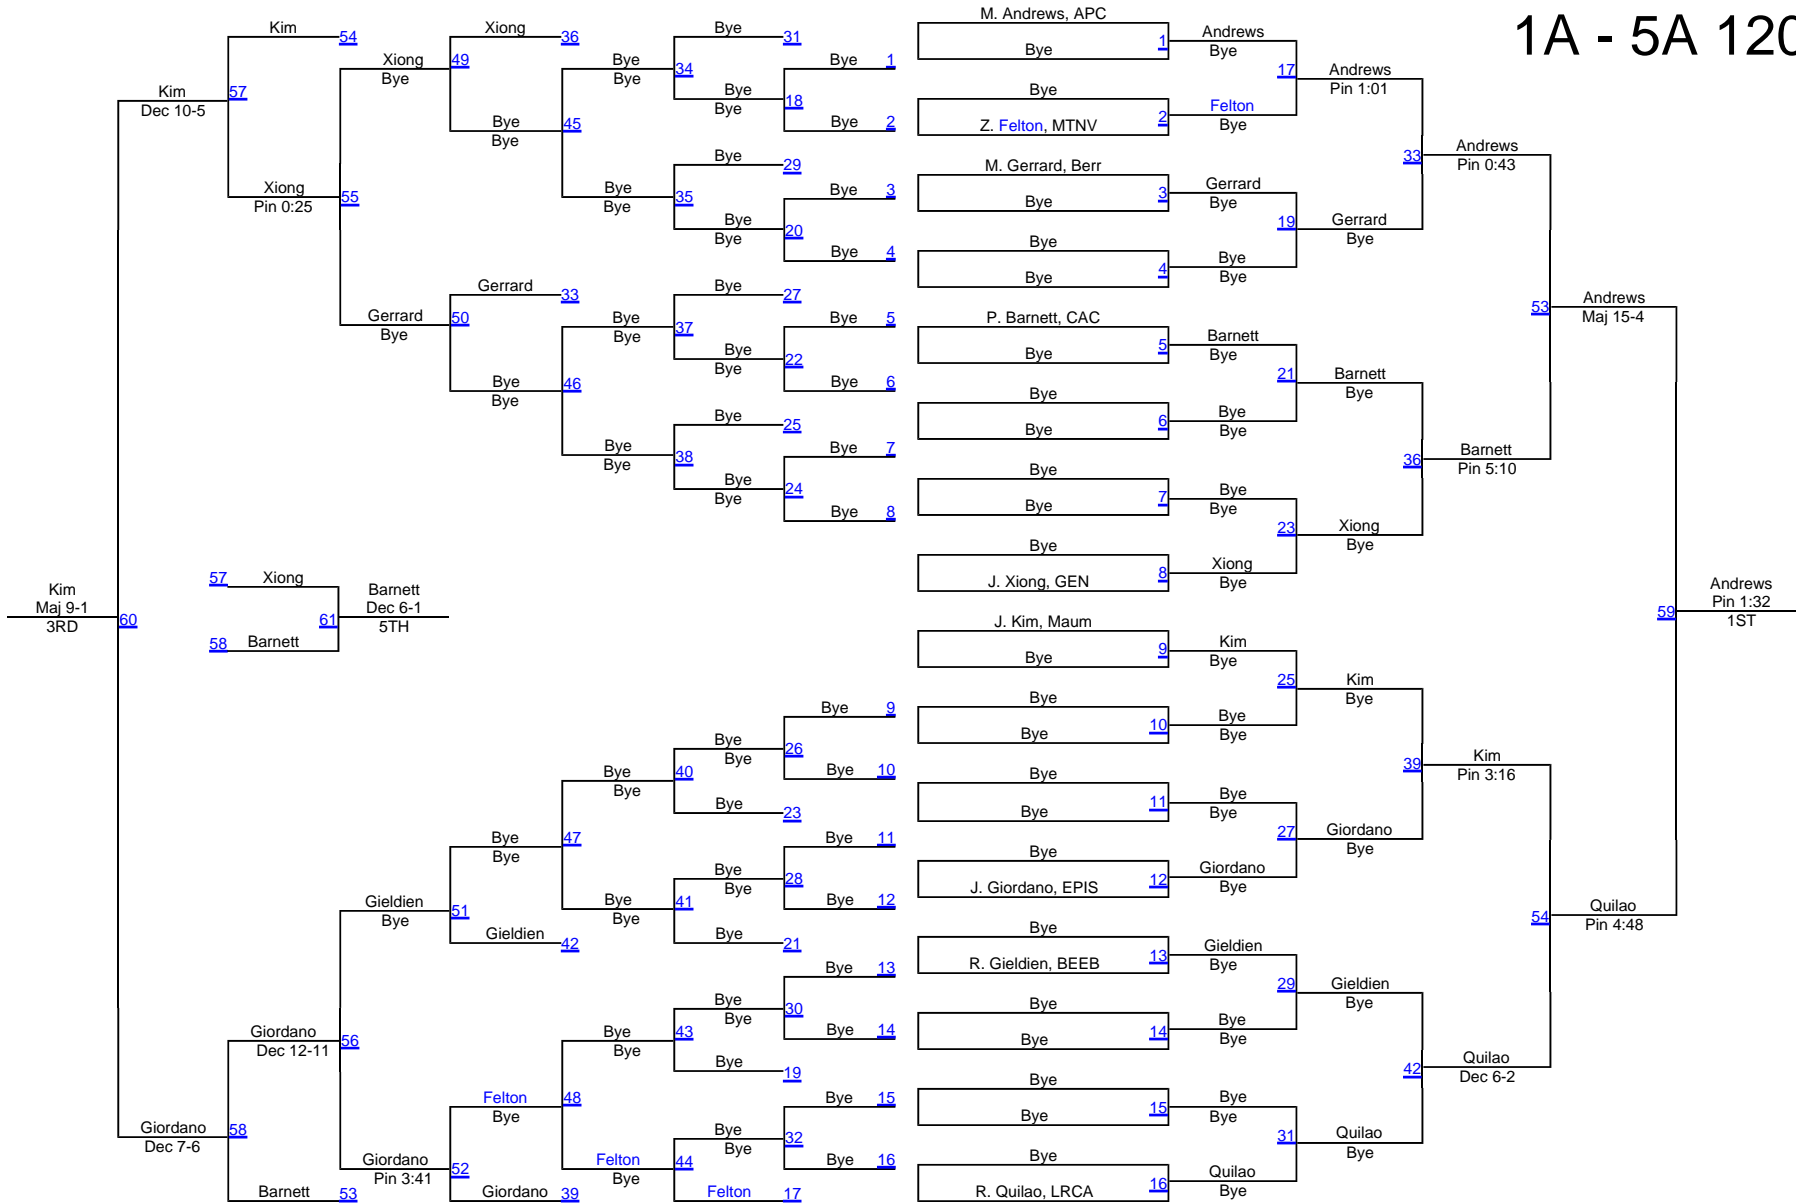 1A - 5A 120
Kim 54
57
Kim
Dec 10-5
Xiong
Pin 0:25
55
Xiong
Bye
49
Xiong 36
Bye
Bye
45
Bye
Bye
34
Bye 31
Bye
Bye
18
Bye 1
Bye 2
Bye
Bye
35
Bye 29
Bye
Bye
20
Bye 3
Bye 4
Gerrard
Bye
50
Gerrard 33
Bye
Bye
46
Bye
Bye
37
Bye 27
Bye
Bye
22
Bye 5
Bye 6
Bye
Bye
38
Bye 25
Bye
Bye
24
Bye 7
Bye 8
Kim
Maj 9-1
3RD
60
57 Xiong
58 Barnett
61
Barnett
Dec 6-1
5TH
Bye 9
Bye 10
26
Bye
Bye
40
Bye 23
Bye
Bye
47
Bye
Bye
Bye 11
Bye 12
28
Bye
Bye
41
Bye 21
Bye
Bye
51
Gieldien
Bye
Gieldien 42
Bye 13
Bye 14
30
Bye
Bye
43
Bye 19
Bye
Bye
48
Felton
Bye
Bye 15
Bye 16
32
Bye
Bye
44
Felton 17
Felton
Bye
52
Giordano 39
Giordano
Pin 3:41
56
Giordano
Dec 12-11
58
Barnett 53
Giordano
Dec 7-6
M. Andrews, APC
Bye
1
Andrews
Bye
Bye
Z. Felton, MTNV
2
Felton
Bye
17
Andrews
Pin 1:01
M. Gerrard, Berr
Bye
3
Gerrard
Bye
Bye
Bye
4
Bye
Bye
19
Gerrard
Bye
33
Andrews
Pin 0:43
P. Barnett, CAC
Bye
5
Barnett
Bye
Bye
Bye
6
Bye
Bye
21
Barnett
Bye
Bye
Bye
7
Bye
Bye
Bye
J. Xiong, GEN
8
Xiong
Bye
23
Xiong
Bye
36
Barnett
Pin 5:10
53
Andrews
Maj 15-4
J. Kim, Maum
Bye
9
Kim
Bye
Bye
Bye
10
Bye
Bye
25
Kim
Bye
Bye
Bye
11
Bye
Bye
Bye
J. Giordano, EPIS
12
Giordano
Bye
27
Giordano
Bye
39
Kim
Pin 3:16
Bye
R. Gieldien, BEEB
13
Gieldien
Bye
Bye
Bye
14
Bye
Bye
29
Gieldien
Bye
Bye
Bye
15
Bye
Bye
Bye
R. Quilao, LRCA
16
Quilao
Bye
31
Quilao
Bye
42
Quilao
Dec 6-2
54
Quilao
Pin 4:48
59
Andrews
Pin 1:32
1ST